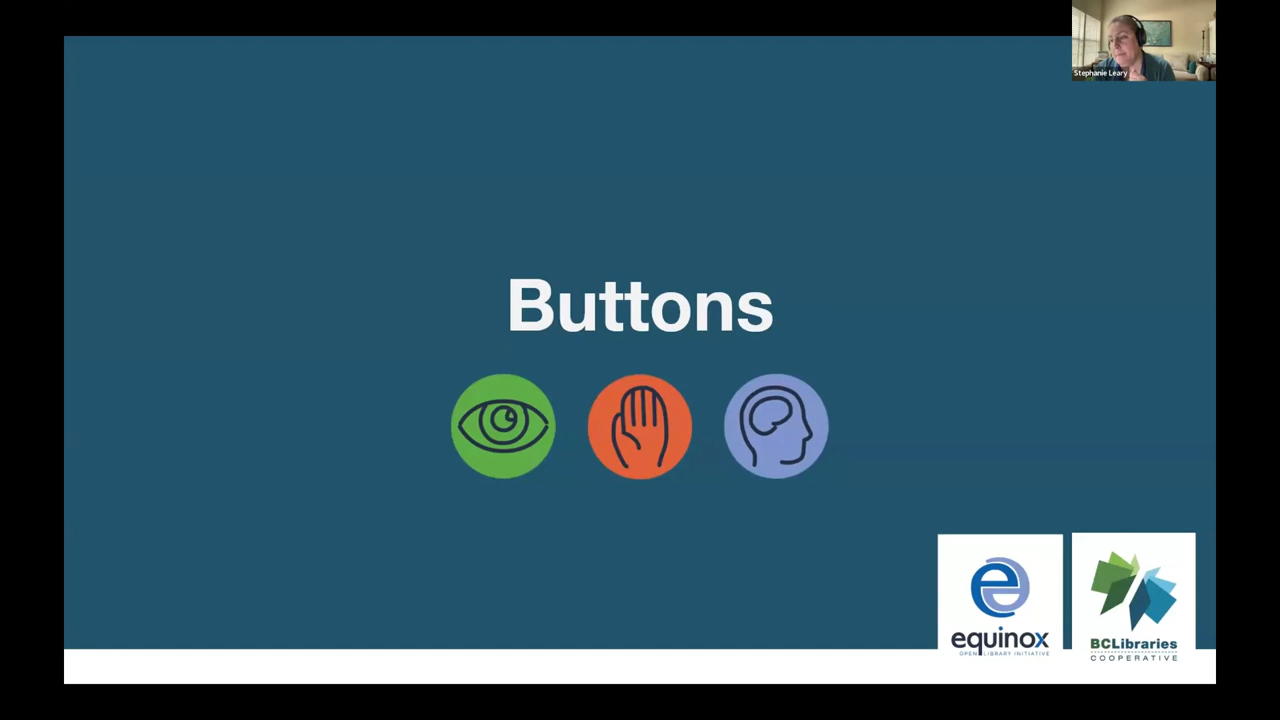 Stephanie Leary
Buttons
equinox
OPEN LIBRARY INITIATIVE
BCLibraries
COOPERATIVE